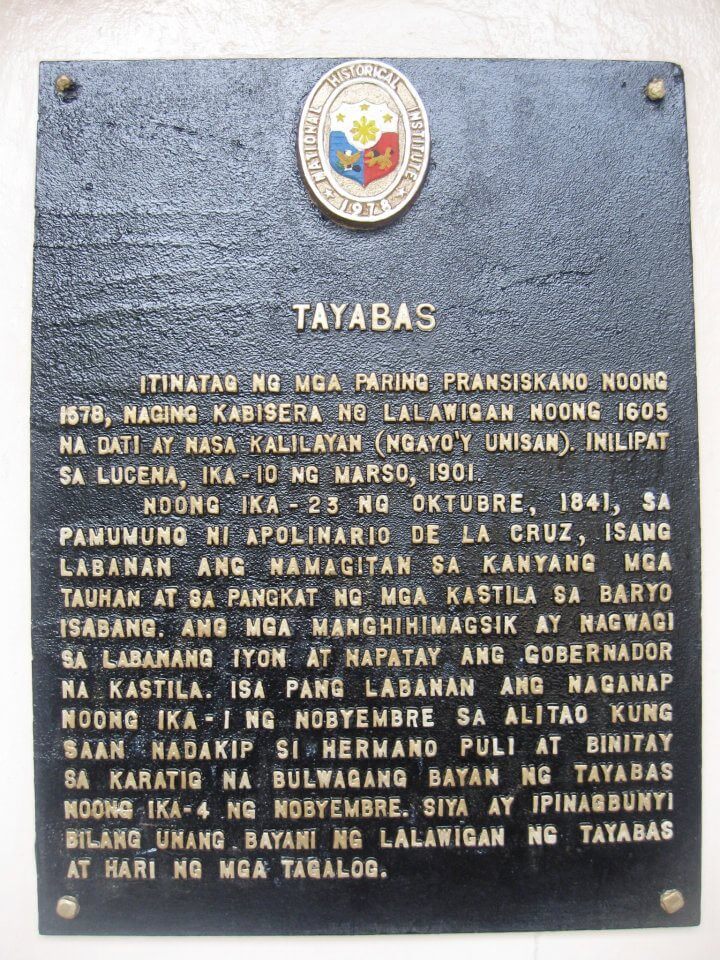 NATIONAL HISTORICAL INSTITUTE
1978
TAYABAS
ITINATAG NG MGA PARING PRANSISKANO NOONG
1578, NAGING KABISERA NG LALAWIGAN NOONG 1605
NA DATI AY NASA KALILAYAN (NGAYO'Y UNISAN). INILIPAT
SA LUCENA, IKA-10 NG MARSO, 1901.
NOONG IKA-23 NG OKTUBRE, 1841, SA
PAMUMUNO NI APOLINARIO DE LA CRUZ, ISANG
LABANAN ANG NAMAGITAN SA KANYANG MGA
TAUHAN AT SA PANGKAT NG MGA KASTILA SA BARYO
ISABANG. ANG MGA MANGHIHIMAGSIK AY NAGWAGI
SA LABANANG IYON AT NAPATAY ANG GOBERNADOR
NA KASTILA. ISA PANG LABANAN ANG NAGANAP
NOONG IKA-1 NG NOBYEMBRE SA ALITAO KUNG
SAAN NADAKIP SI HERMANO PULI AT BINITAY
SA KARATIG NA BULWAGANG BAYAN NG TAYABAS
NOONG IKA-4 NG NOBYEMBRE. SIYA AY IPINAGBUNYI
BILANG UNANG BAYANI NG LALAWIGAN NG TAYABAS
AT HARI NG MGA TAGALOG.